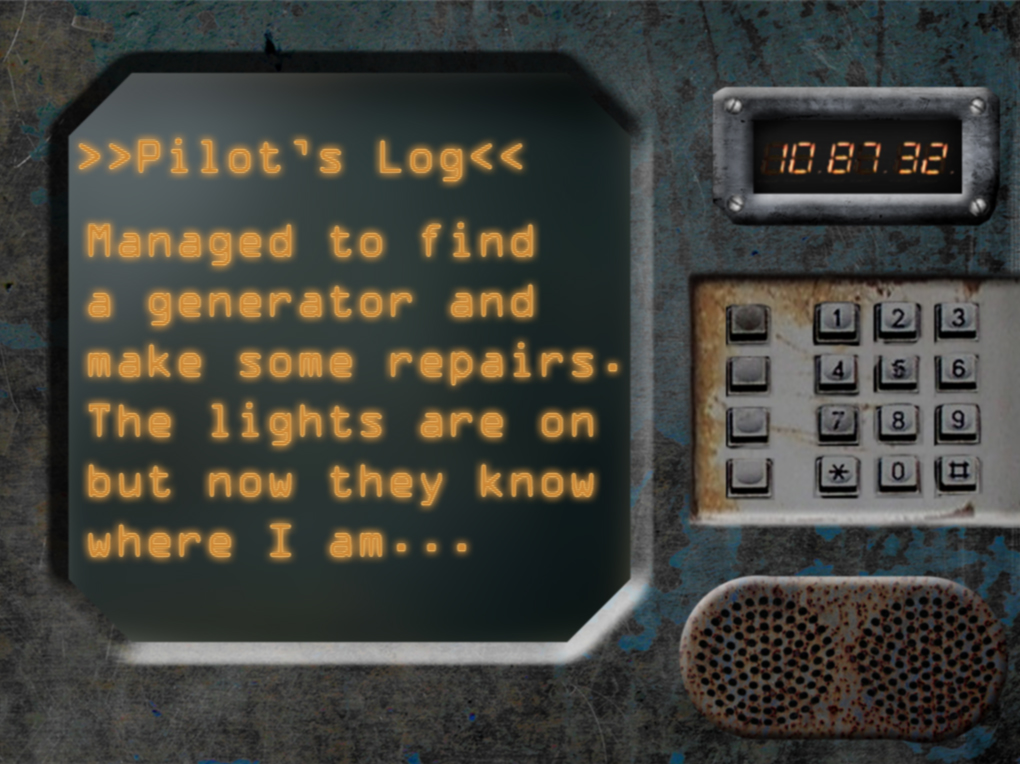 >>Pilot's Log<<
Managed to find
a generator and
make some repairs.
The lights are on
but now they know
where I am...
10.87.32
1 2 3
4 5 6
7 8 9
* 0 #